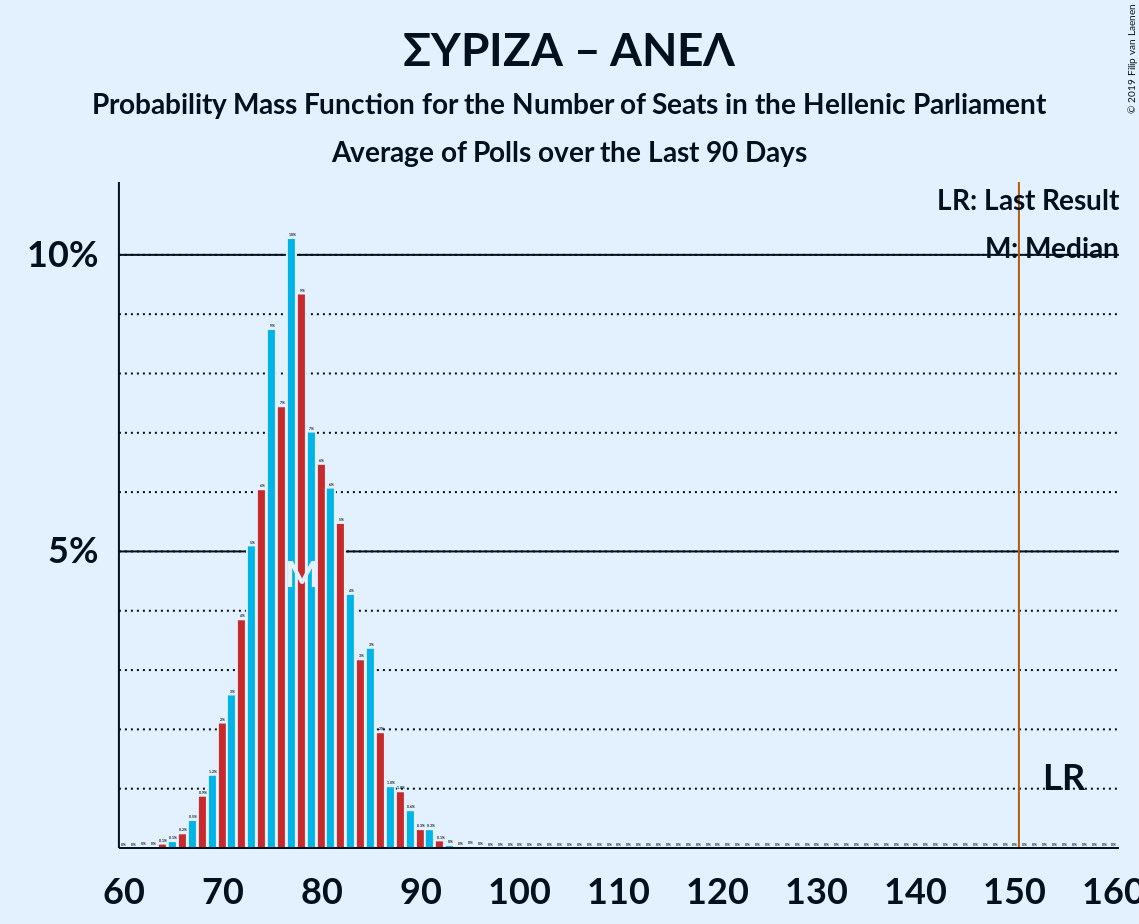 ΣΥΡΙΖΑ – ΑΝΕΛ
Probability Mass Function for the Number of Seats in the Hellenic Parliament
Average of Polls over the Last 90 Days
© 2019 Filip van Laenen
LR: Last Result
M: Median
10%
5%
M
LR
60 70 80 90 100 110 120 130 140 150 160